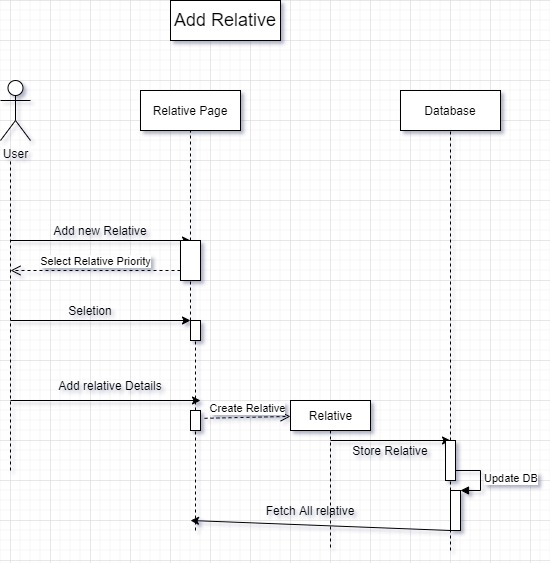 Add Relative
Relative Page
Database
User
Add new Relative
Select Relative Priority
Seletion
Add relative Details
Create Relative
Relative
Store Relative
Update DB
Fetch All relative